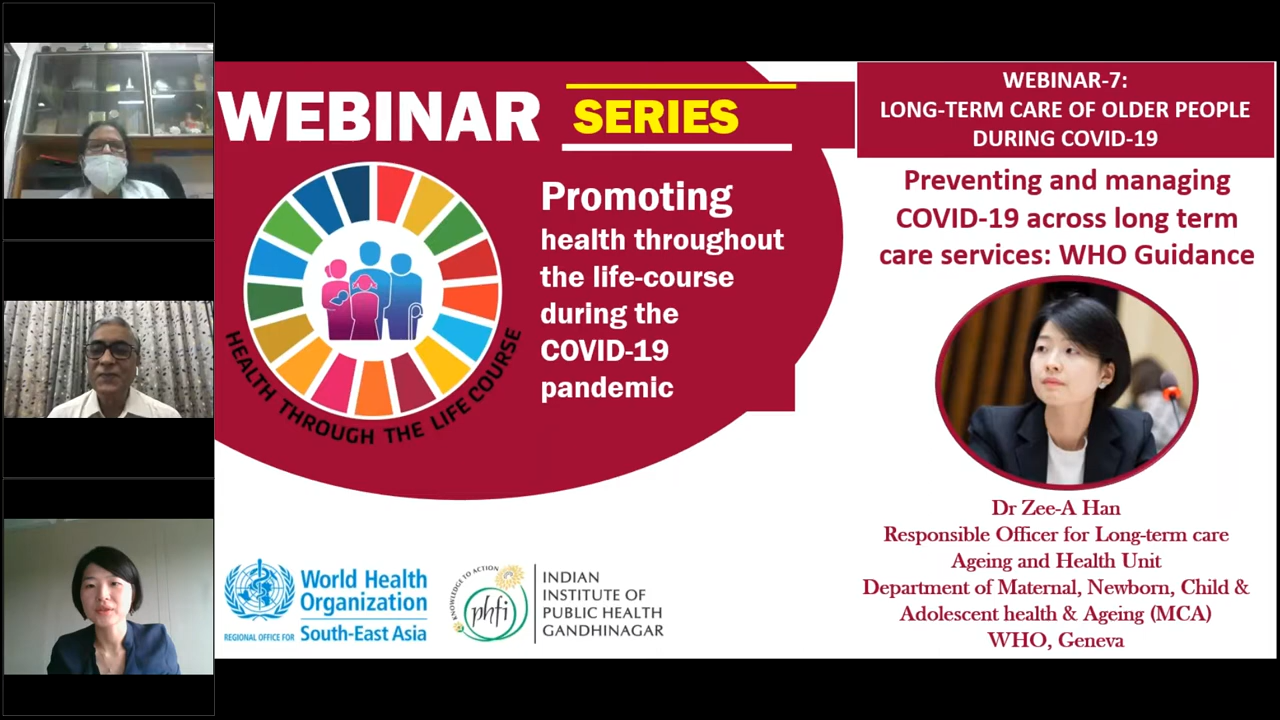 WEBINAR SERIES
Promoting
health throughout
the life-course
during the
COVID-19
pandemic
HEALTH THROUGH THE LIFE COURSE
World Health
Organization
REGIONAL OFFICE FOR South-East Asia
KNOWLEDGE TO ACTION
phfi
INDIAN
INSTITUTE OF
PUBLIC HEALTH
GANDHINAGAR
WEBINAR-7:
LONG-TERM CARE OF OLDER PEOPLE
DURING COVID-19
Preventing and managing
COVID-19 across long term
care services: WHO Guidance
Dr Zee-A Han
Responsible Officer for Long-term care
Ageing and Health Unit
Department of Maternal, Newborn, Child &
Adolescent health & Ageing (MCA)
WHO, Geneva